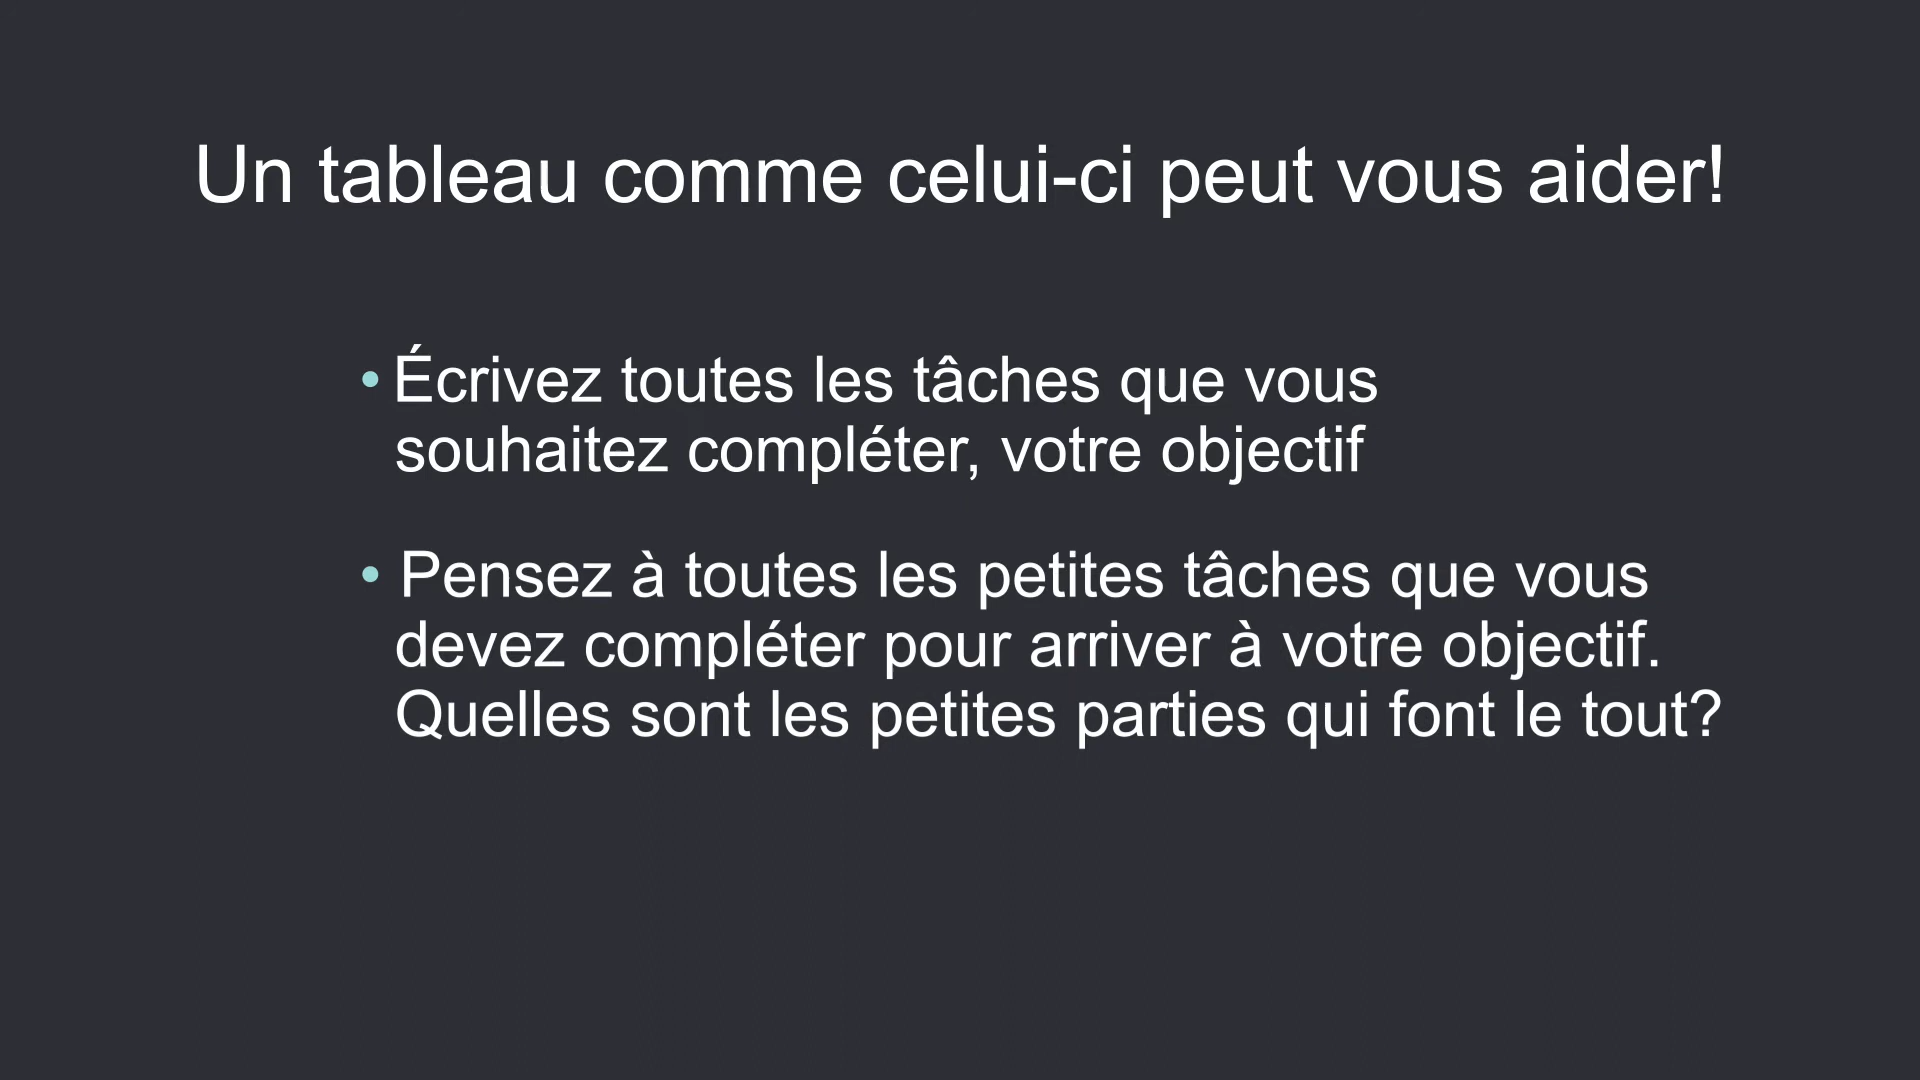 Un tableau comme celui-ci peut vous aider!
• Écrivez toutes les tâches que vous
souhaitez compléter, votre objectif
• Pensez à toutes les petites tâches que vous
devez compléter pour arriver à votre objectif.
Quelles sont les petites parties qui font le tout?